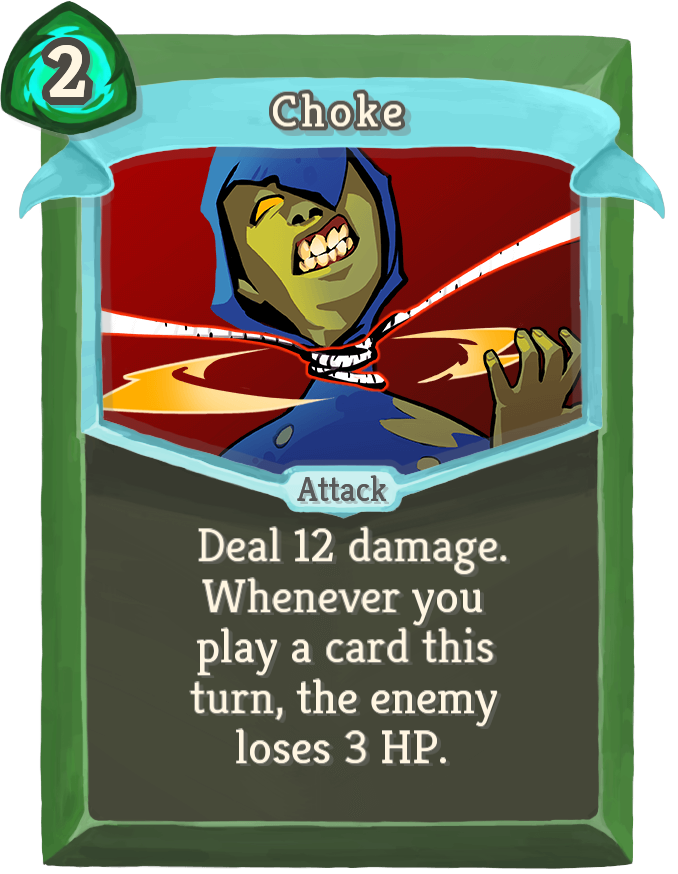 2
Choke
Attack
Deal 12 damage.
Whenever you
play a card this
turn, the enemy
loses 3 HP.